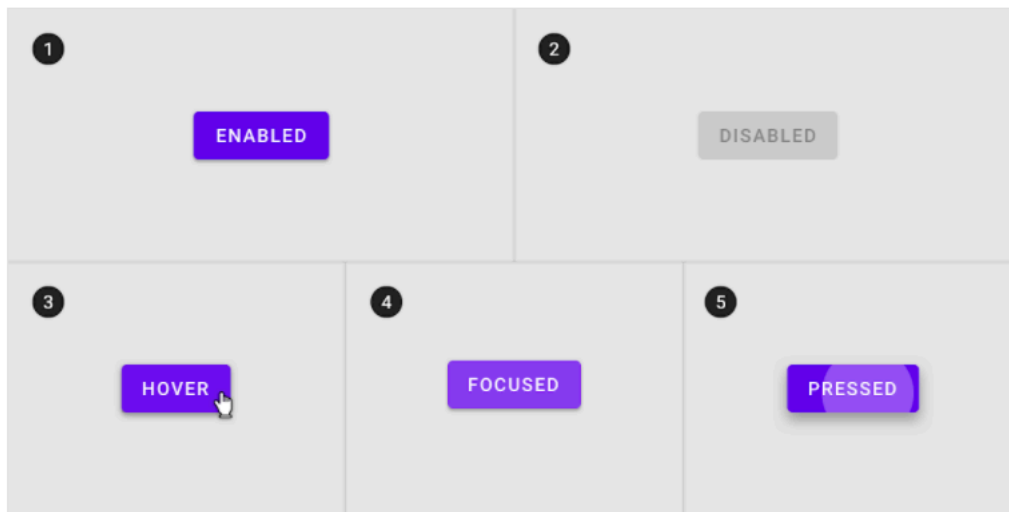 1
2
ENABLED
DISABLED
3
4
5
HOVER
FOCUSED
PRESSED